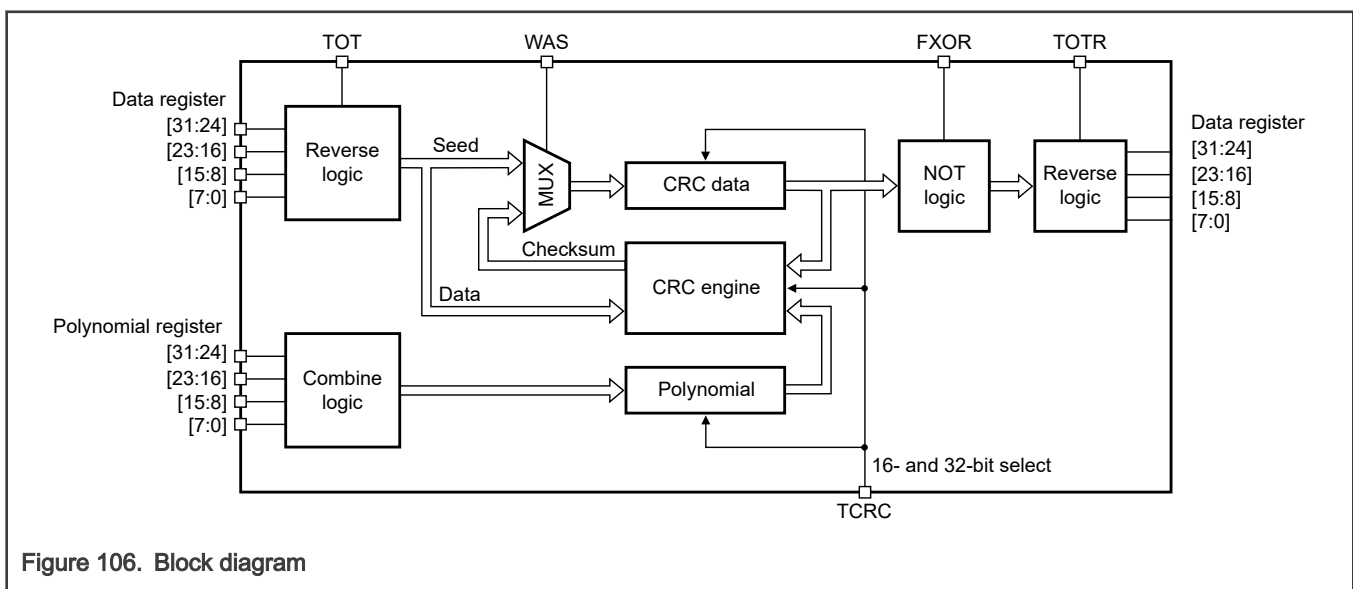 TOT
WAS
FXOR
TOTR
Data register
[31:24]
[23:16]
[15:8]
[7:0]
Reverse
logic
Seed
MUX
CRC data
NOT
logic
Reverse
logic
Data register
[31:24]
[23:16]
[15:8]
[7:0]
Checksum
CRC engine
Data
Polynomial register
[31:24]
[23:16]
[15:8]
[7:0]
Combine
logic
Polynomial
16- and 32-bit select
TCRC
Figure 106. Block diagram